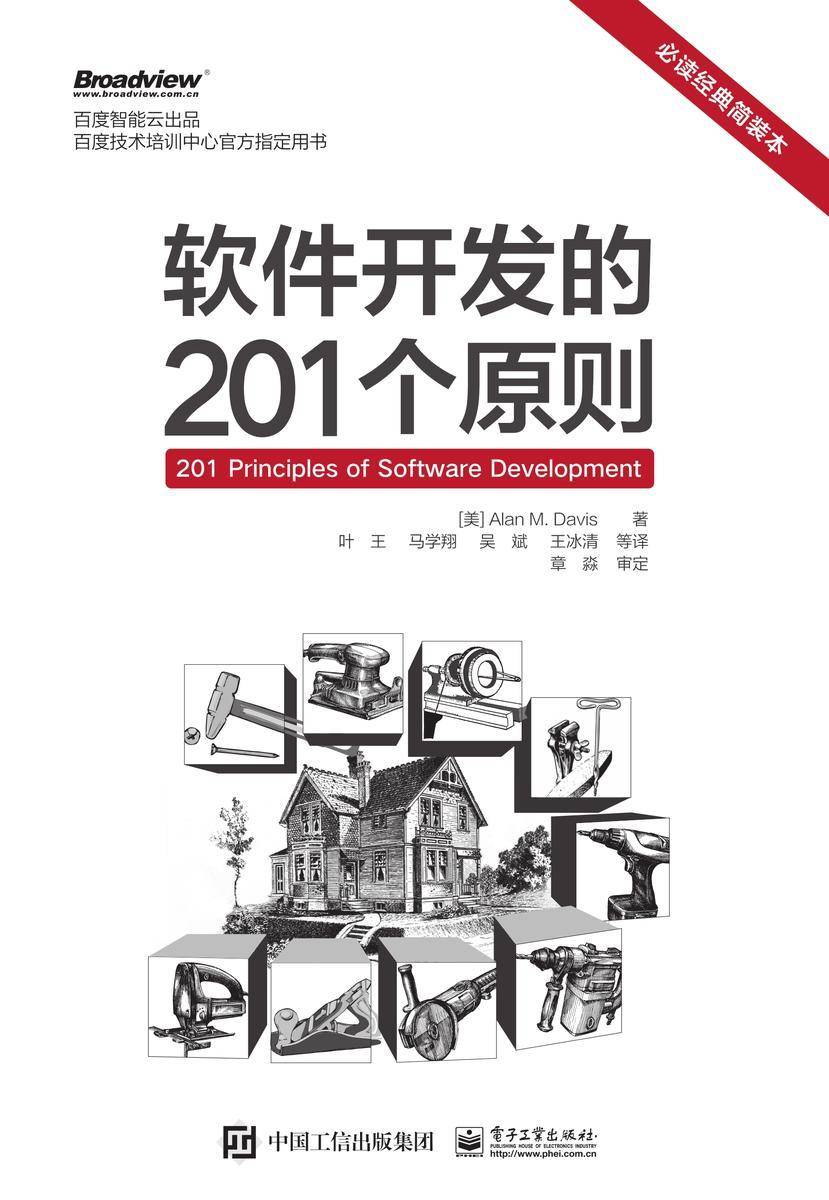 Broadview®
www.broadview.com.cn
百度智能云出品
百度技术培训中心官方指定用书
必读经典简装本
软件开发的
201个原则
201 Principles of Software Development
[美] Alan M. Davis 著
叶 王 马学翔 吴 斌 王冰清 等译
章 淼 审定
中国工信出版集团
PHEI
电子工业出版社·
PUBLISHING HOUSE OF ELECTRONICS INDUSTRY
http://www.phei.com.cn